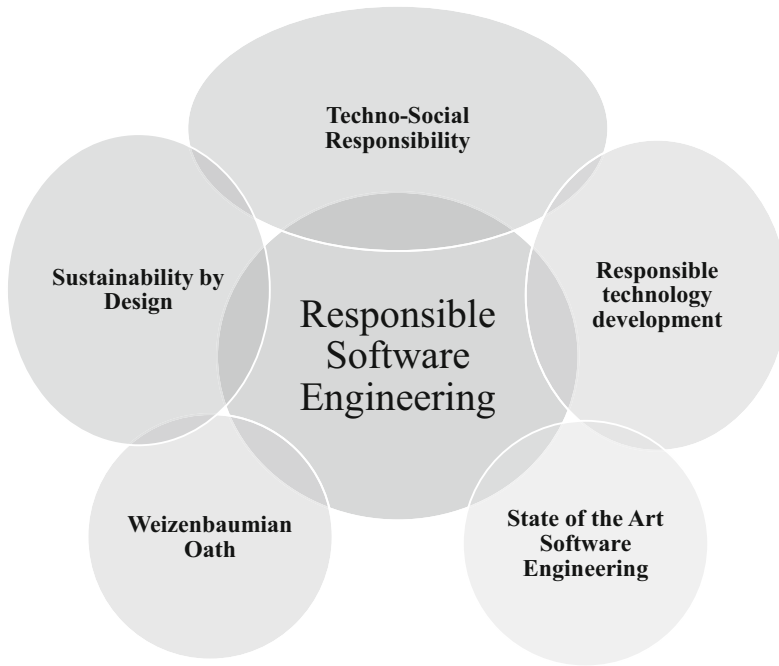 Techno-Social
Responsibility
Sustainability by
Design
Responsible
technology
development
Responsible
Software
Engineering
Weizenbaumian
Oath
State of the Art
Software
Engineering